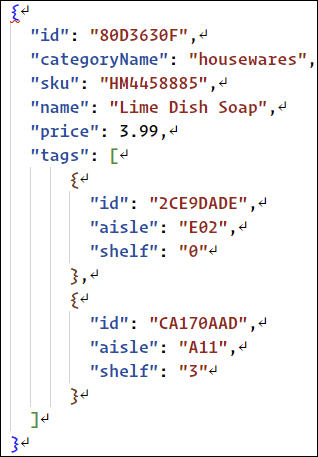 {
  "id": "80D3630F",
  "categoryName": "housewares",
  "sku": "HM4458885",
  "name": "Lime Dish Soap",
  "price": 3.99,
  "tags": [
      {
        "id": "2CE9DADE",
        "aisle": "E02",
        "shelf": "0"
      },
      {
        "id": "CA170AAD",
        "aisle": "A11",
        "shelf": "3"
      }
  ]
}